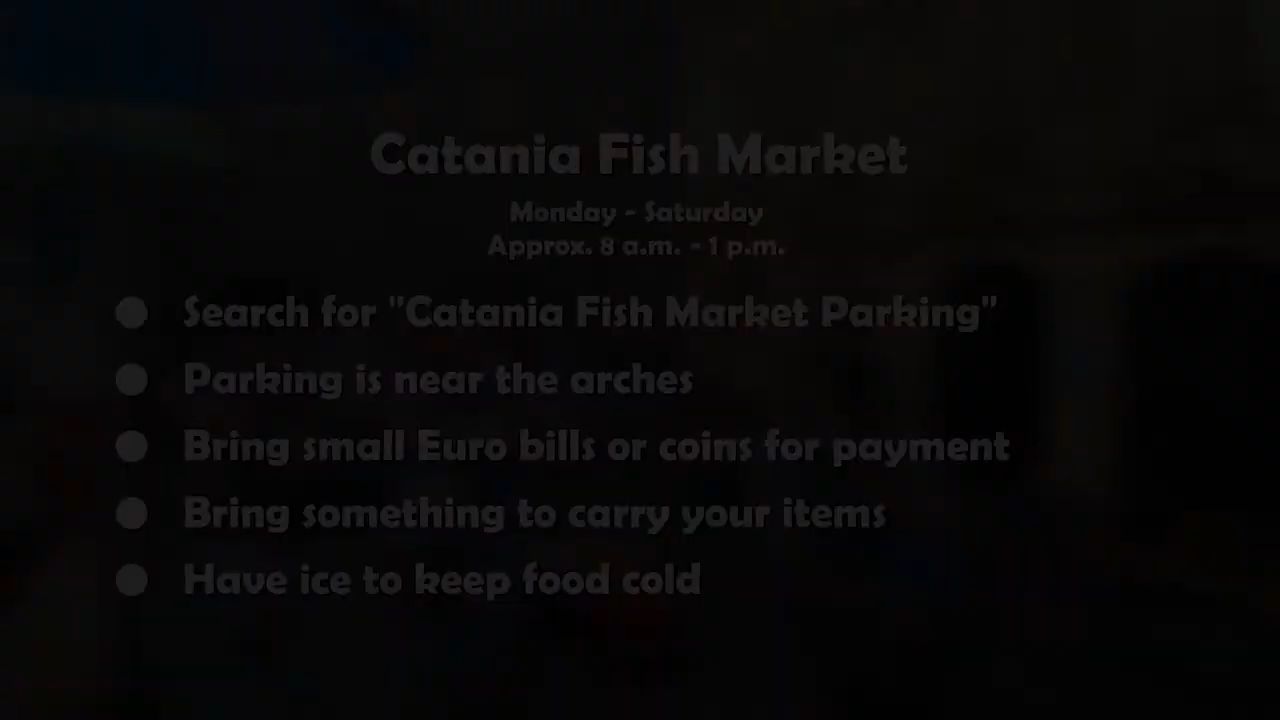 Catania Fish Market
Monday - Saturday
Approx. 8 a.m. - 1 p.m.
Search for "Catania Fish Market Parking"
Parking is near the arches
Bring small Euro bills or coins for payment
Bring something to carry your items
Have ice to keep food cold